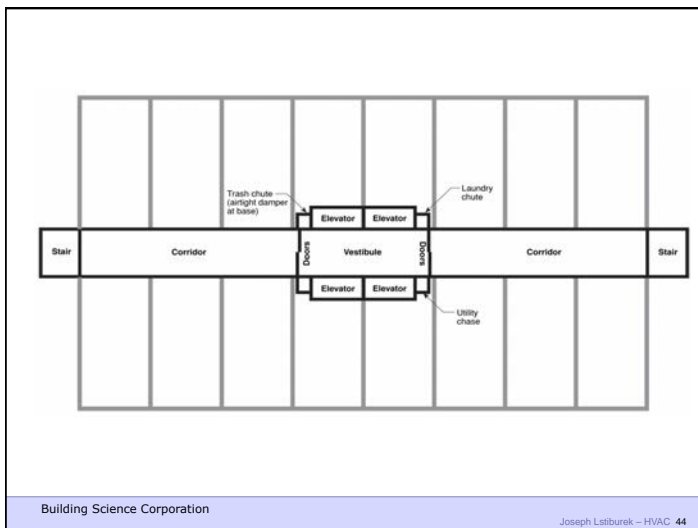 Trash chute
(airtight damper
at base)
Laundry
chute
Elevator
Elevator
Stair
Corridor
Doors
Vestibule
Doors
Corridor
Stair
Elevator
Elevator
Utility
chase
Building Science Corporation
Joseph Lstiburek – HVAC 44